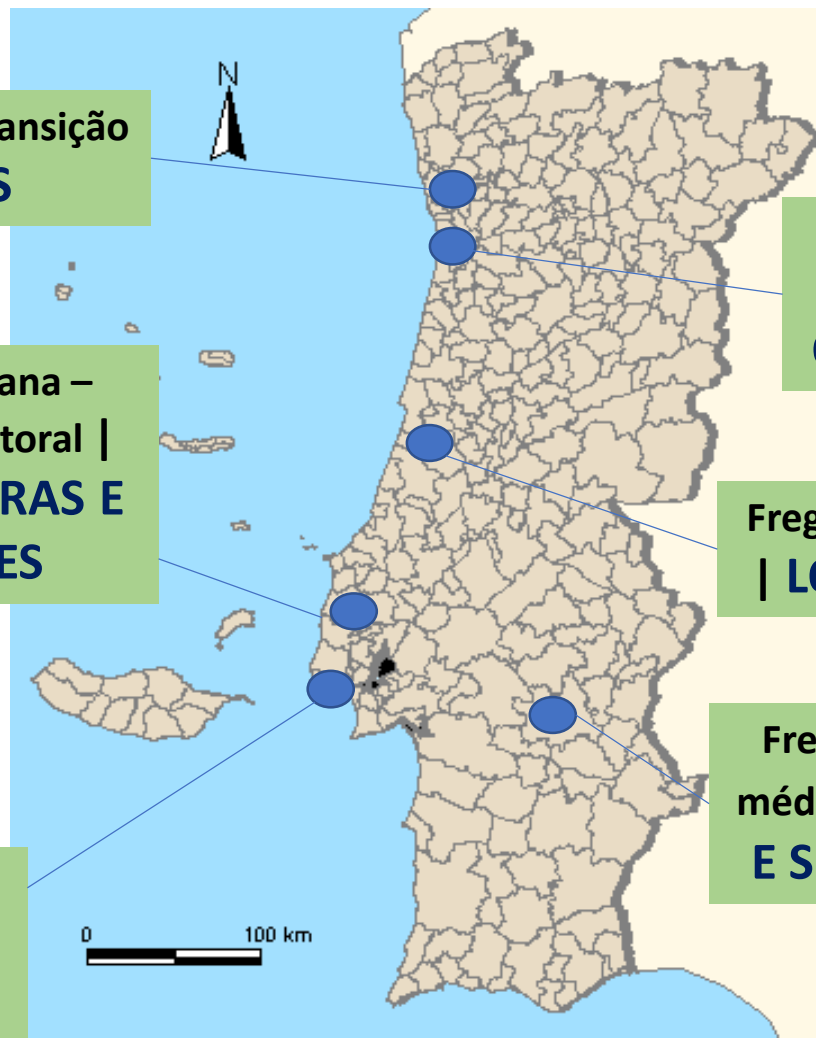 N
ansição
S
ana –
toral |
RAS E
ES
Freg
| LO
Fre
méd
E S
0 100 km